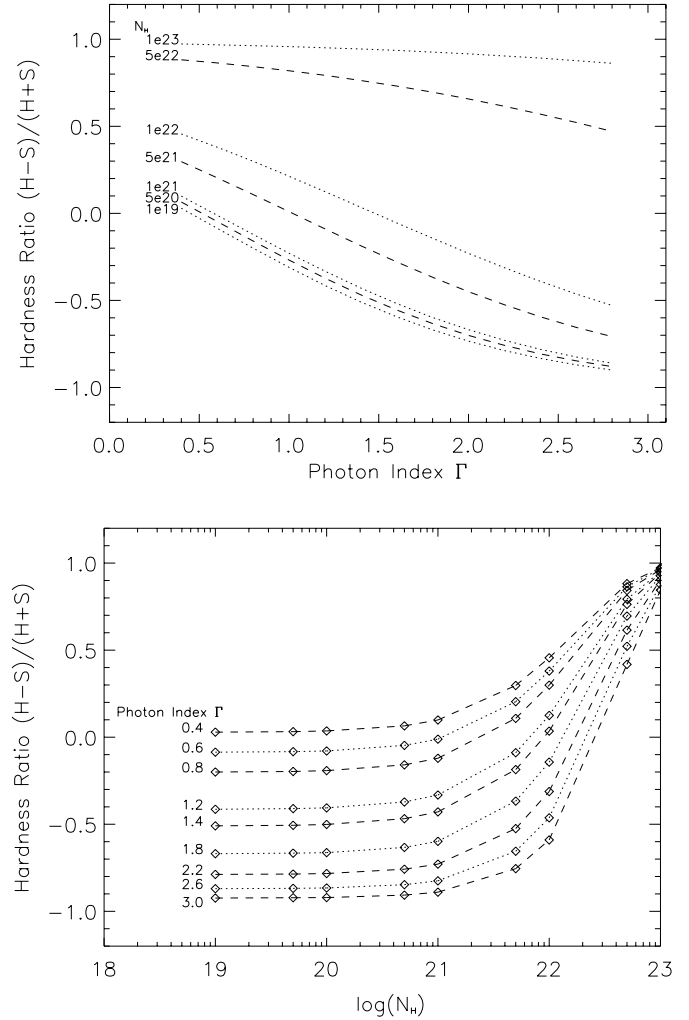 N_H
1e23
5e22
1e22
5e21
1e21
5e20
1e19
1.0
0.5
0.0
−0.5
−1.0
Hardness Ratio (H−S)/(H+S)
0.0 0.5 1.0 1.5 2.0 2.5 3.0
Photon Index Γ
1.0
0.5
0.0
−0.5
−1.0
Hardness Ratio (H−S)/(H+S)
Photon Index Γ
0.4
0.6
0.8
1.2
1.4
1.8
2.2
2.6
3.0
18 19 20 21 22 23
log(N_H)